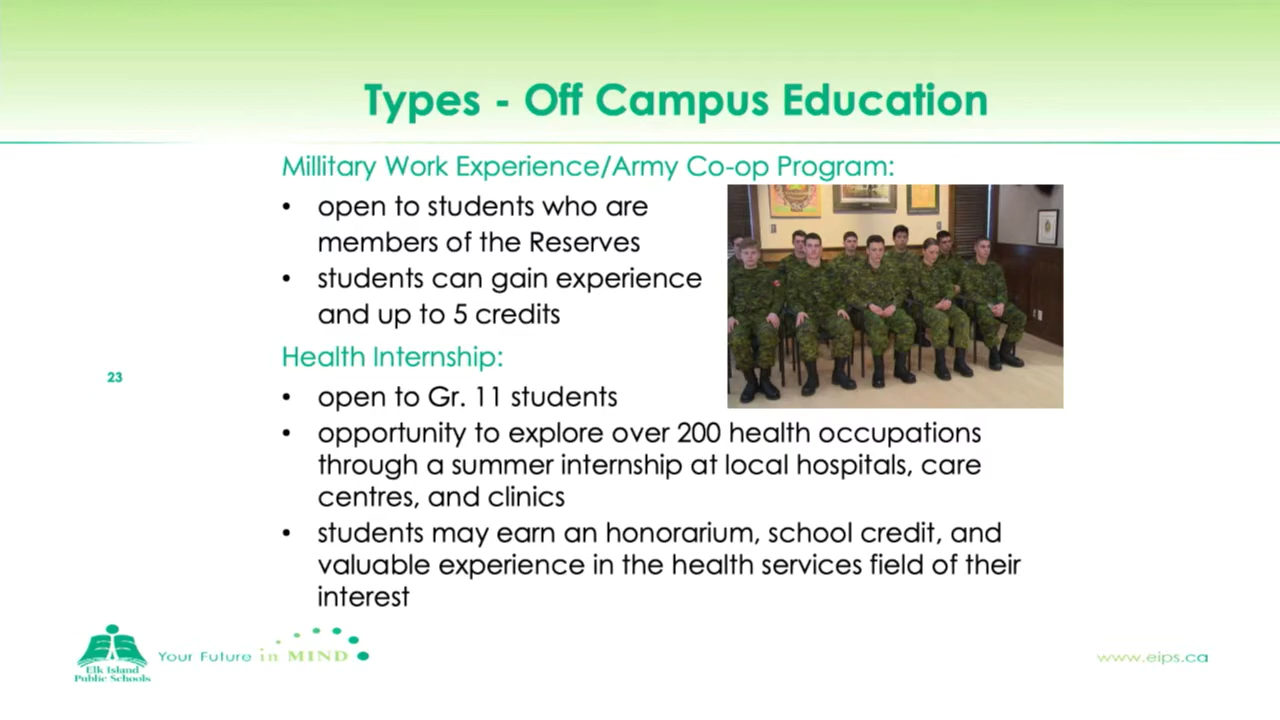 Types - Off Campus Education
Millitary Work Experience/Army Co-op Program:
• open to students who are
members of the Reserves
• students can gain experience
and up to 5 credits
Health Internship:
23
• open to Gr. 11 students
• opportunity to explore over 200 health occupations
through a summer internship at local hospitals, care
centres, and clinics
• students may earn an honorarium, school credit, and
valuable experience in the health services field of their
interest
Elk Island
Public Schools
Your Future in MIND
www.eips.ca